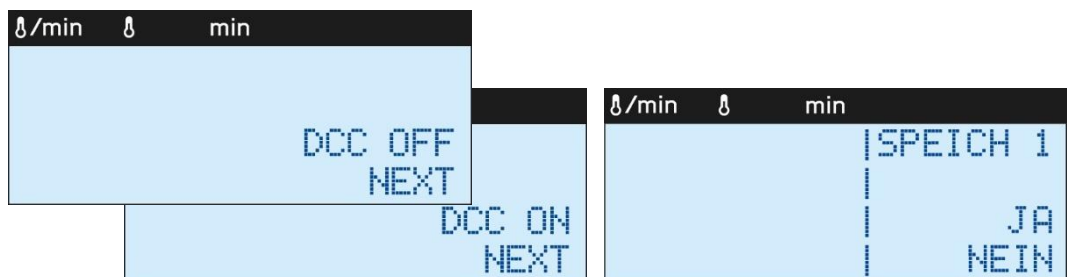 /min min
DCC OFF
NEXT
DCC ON
NEXT
/min min
|SPEICH 1
|
| JA
| NEIN